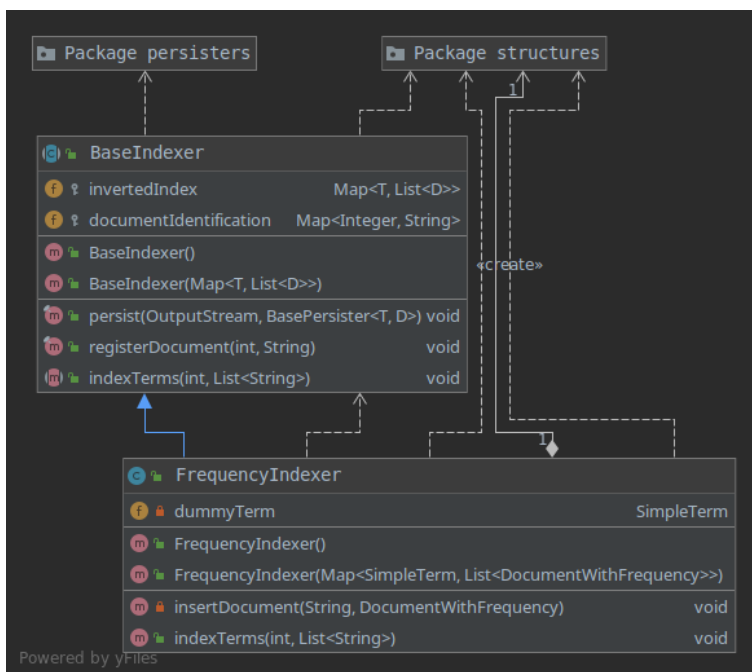 Package persisters
Package structures
1
BaseIndexer
invertedIndex Map<T, List<D>>
documentIdentification Map<Integer, String>
BaseIndexer()
«create»
BaseIndexer(Map<T, List<D>>)
persist(OutputStream, BasePersister<T, D>) void
registerDocument(int, String) void
indexTerms(int, List<String>) void
1
FrequencyIndexer
dummyTerm SimpleTerm
FrequencyIndexer()
FrequencyIndexer(Map<SimpleTerm, List<DocumentWithFrequency>>)
insertDocument(String, DocumentWithFrequency) void
indexTerms(int, List<String>) void
Powered by yFiles